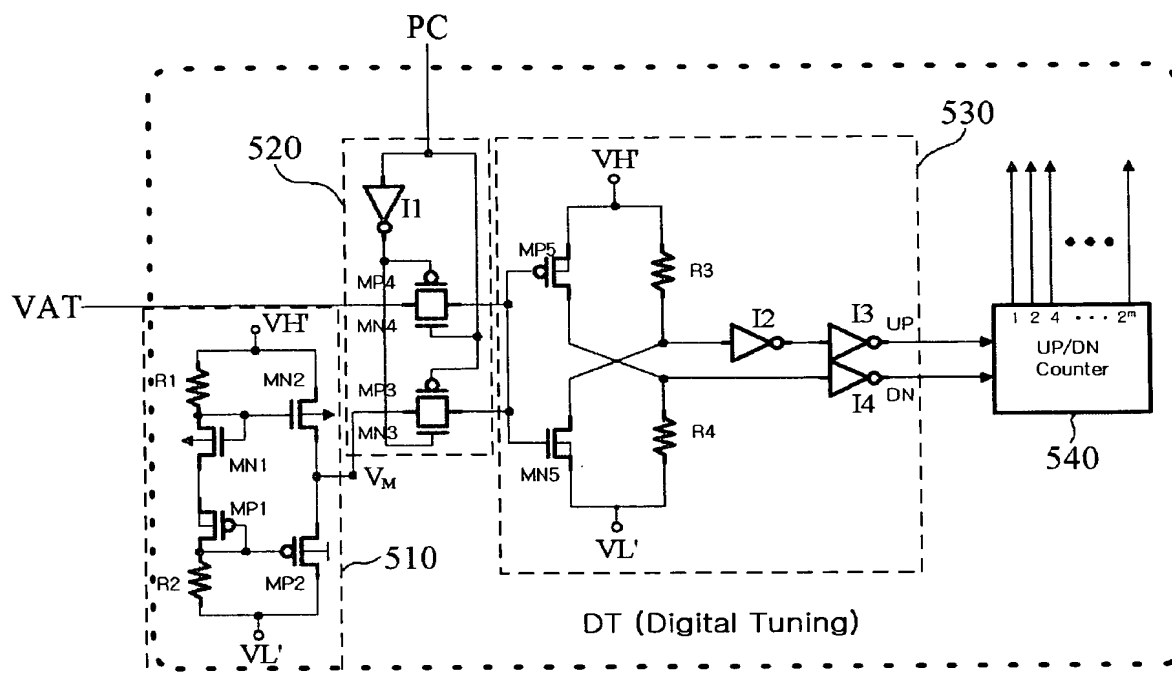 PC
530
520
VH'
I1
MP5
R3
MP4
VAT
MN4
I2
I3
UP
1 2 4 ... 2ᵐ
VH'
UP/DN
Counter
R1
MN2
MP3
I4
DN
MN3
R4
540
MN1
MN5
V_M
MP1
VL'
510
R2
MP2
DT (Digital Tuning)
VL'